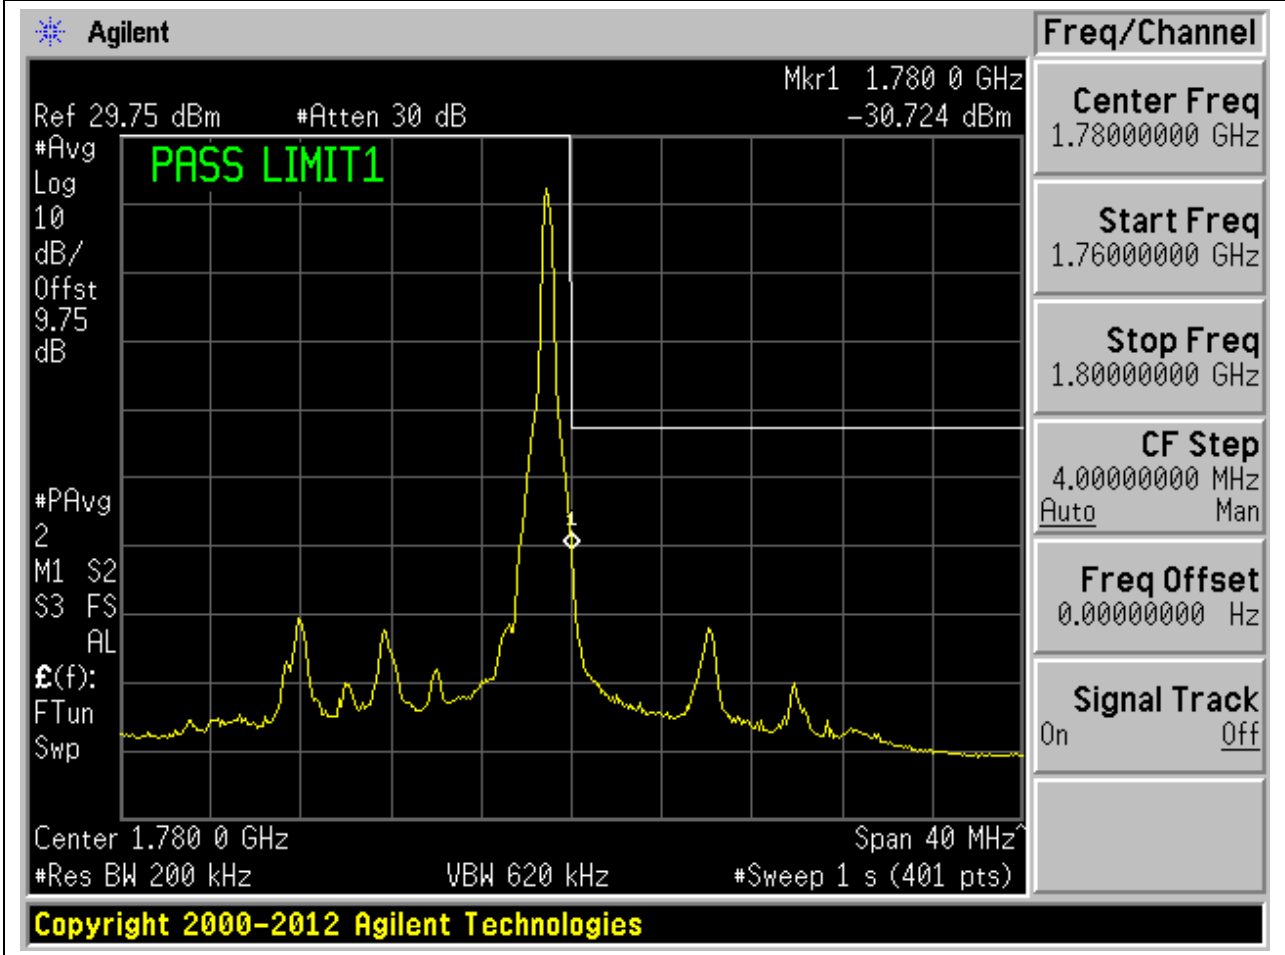 Agilent
Freq/Channel
Mkr1 1.780 0 GHz
Ref 29.75 dBm #Atten 30 dB -30.724 dBm
#Avg
Log
10
dB/
Offst
9.75
dB
PASS LIMIT1
1
#PAvg
2
M1 S2
S3 FS
AL
£(f):
FTun
Swp
Center 1.780 0 GHz Span 40 MHz^
#Res BW 200 kHz VBW 620 kHz #Sweep 1 s (401 pts)
Center Freq
1.78000000 GHz
Start Freq
1.76000000 GHz
Stop Freq
1.80000000 GHz
CF Step
4.00000000 MHz
Auto Man
Freq Offset
0.00000000 Hz
Signal Track
On Off
Copyright 2000-2012 Agilent Technologies